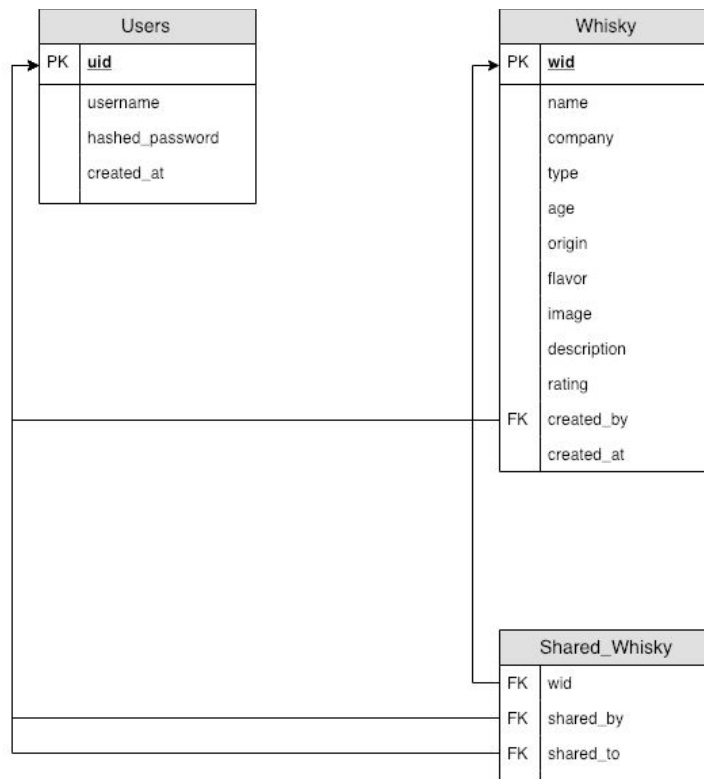 Users
PK uid
username
hashed_password
created_at
Whisky
PK wid
name
company
type
age
origin
flavor
image
description
rating
FK created_by
created_at
Shared_Whisky
FK wid
FK shared_by
FK shared_to